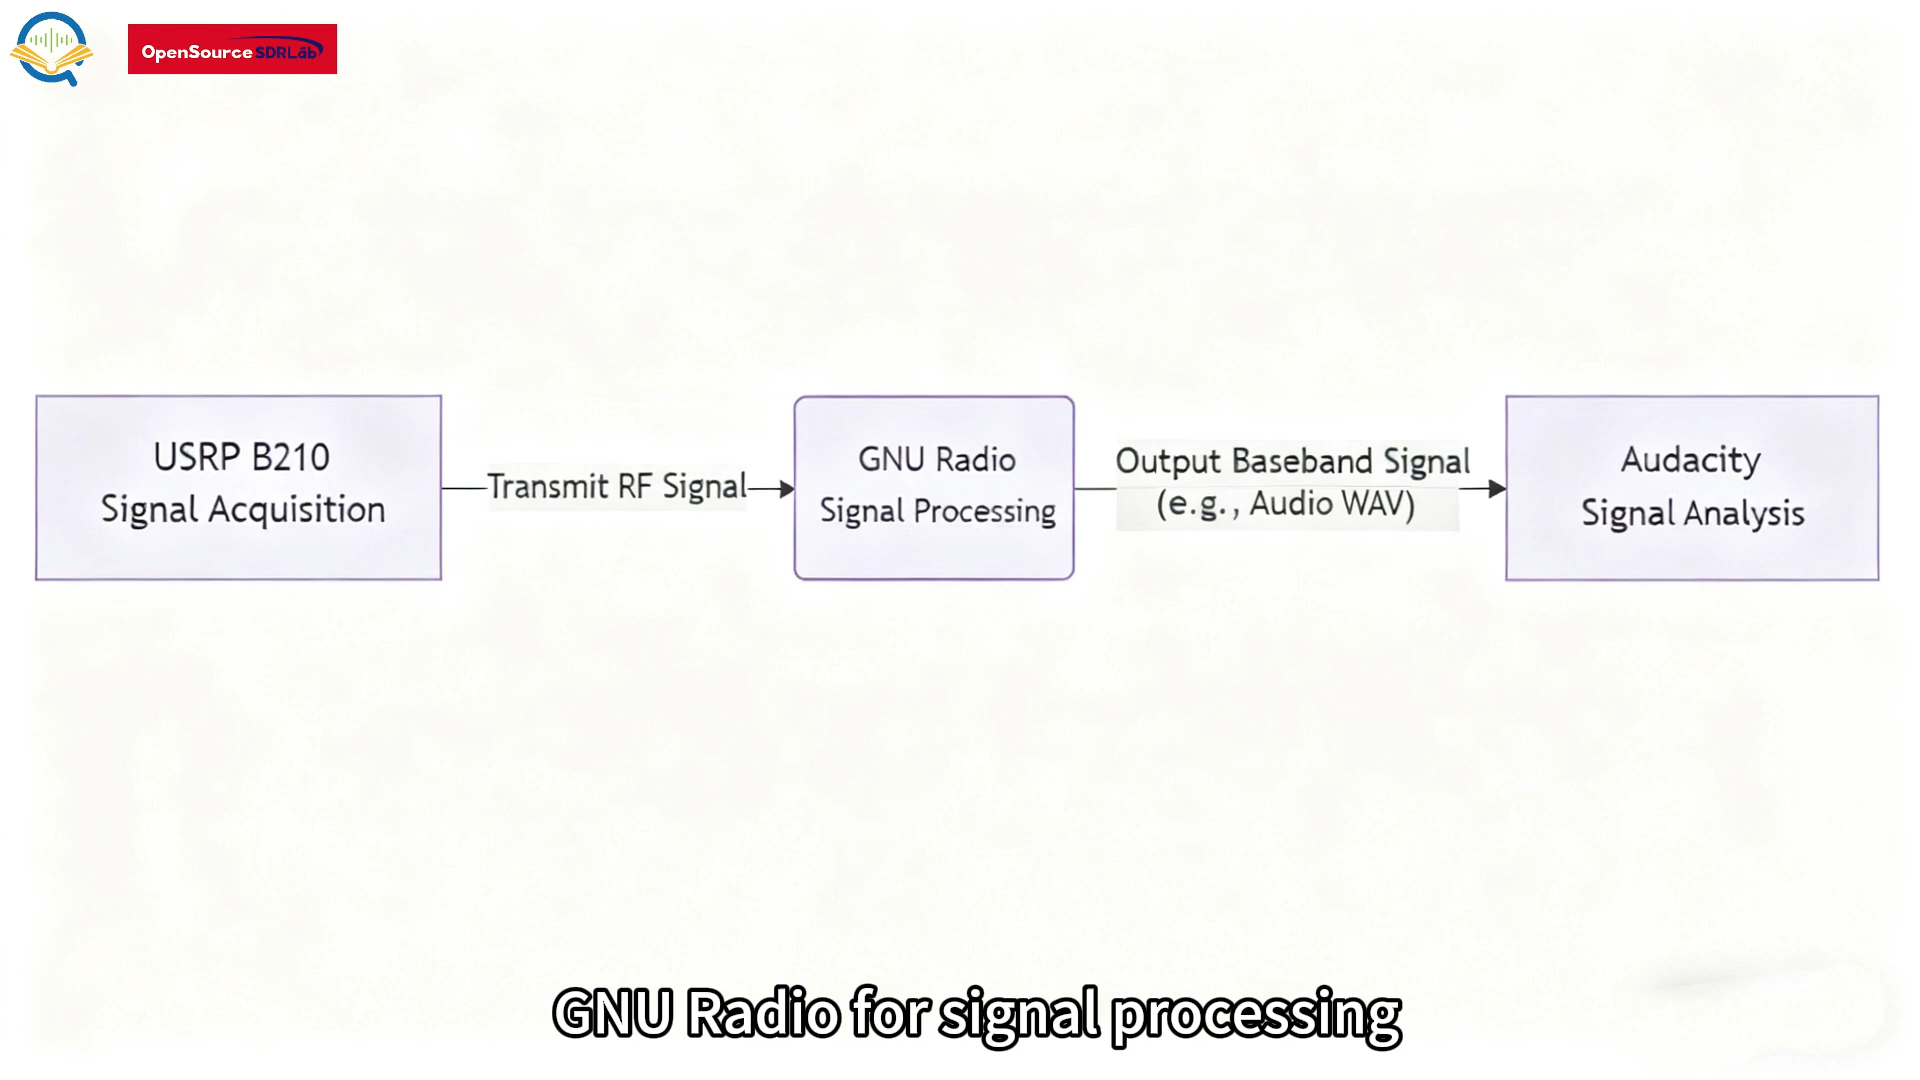 OpenSource SDRLab
USRP B210
Signal Acquisition
Transmit RF Signal
GNU Radio
Signal Processing
Output Baseband Signal
(e.g., Audio WAV)
Audacity
Signal Analysis
GNU Radio for signal processing